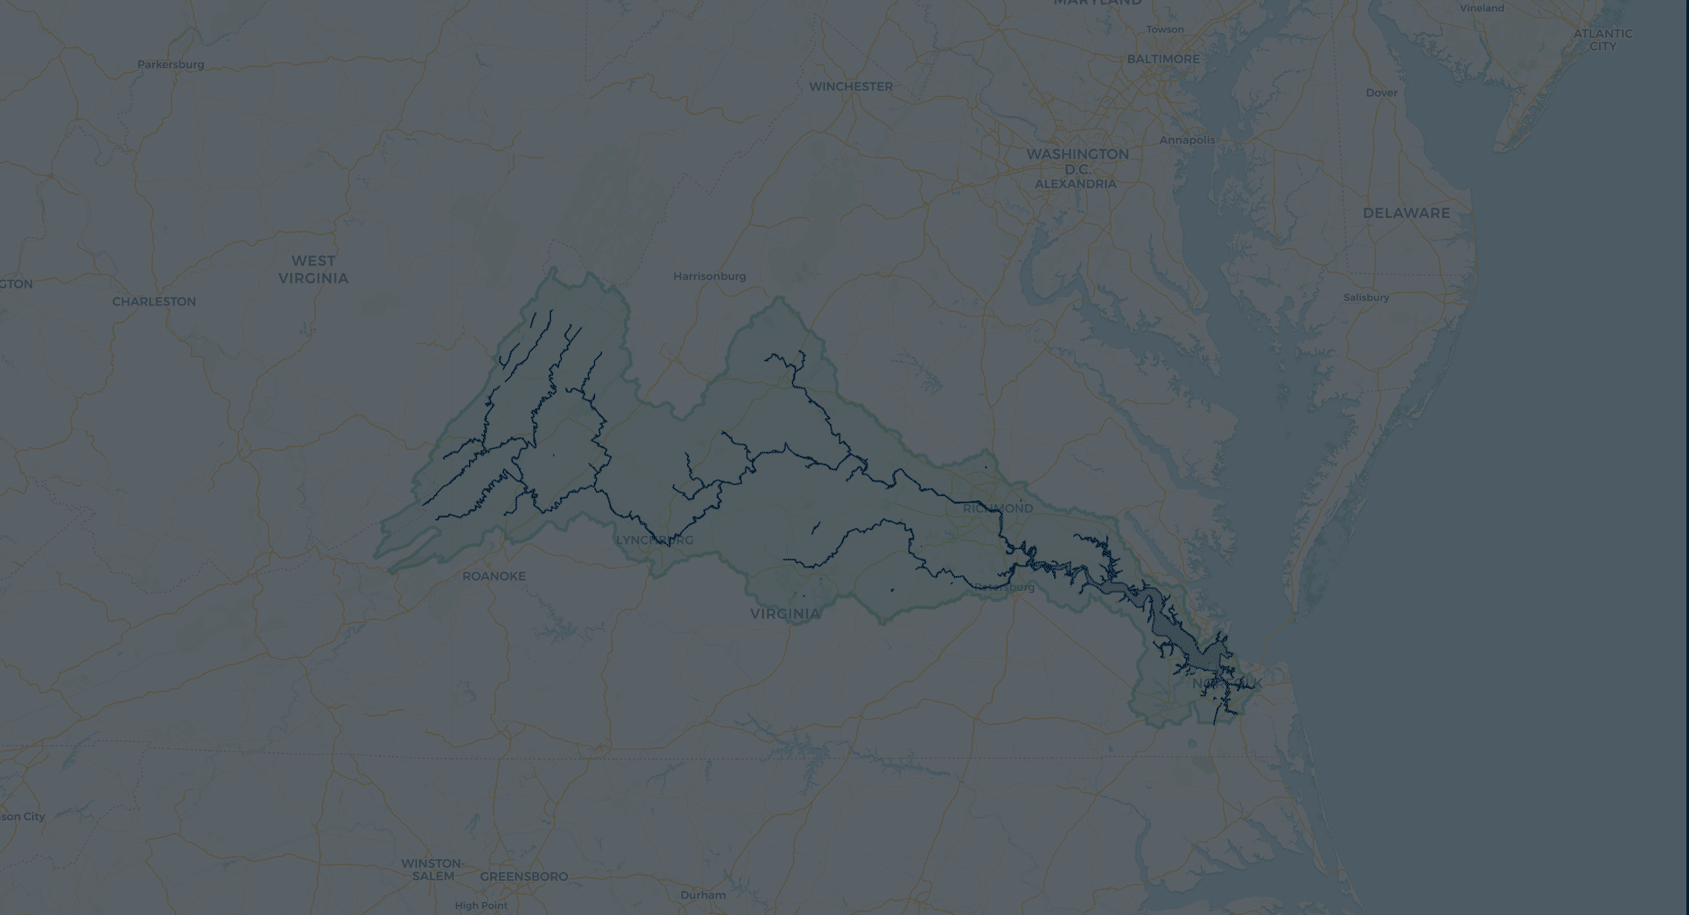 MARYLAND
Vineland
Towson
ATLANTIC
CITY
BALTIMORE
Parkersburg
WINCHESTER
Dover
Annapolis
WASHINGTON
D.C.
ALEXANDRIA
DELAWARE
WEST
VIRGINIA
Harrisonburg
GTON
CHARLESTON
Salisbury
RICHMOND
LYNCHBURG
ROANOKE
Petersburg
VIRGINIA
NORFOLK
son City
WINSTON-
SALEM
GREENSBORO
Durham
High Point